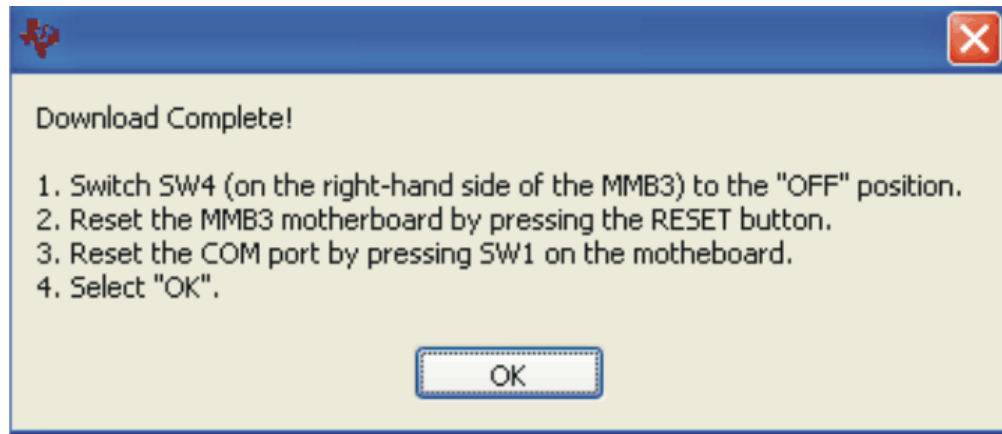 Download Complete!
1. Switch SW4 (on the right-hand side of the MMB3) to the "OFF" position.
2. Reset the MMB3 motherboard by pressing the RESET button.
3. Reset the COM port by pressing SW1 on the motheboard.
4. Select "OK".
OK